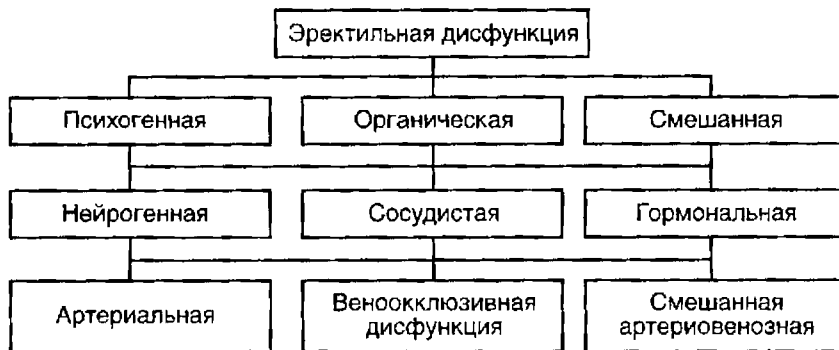 Эректильная дисфункция
Психогенная
Органическая
Смешанная
Нейрогенная
Сосудистая
Гормональная
Артериальная
Веноокклюзивная
дисфункция
Смешанная
артериовенозная